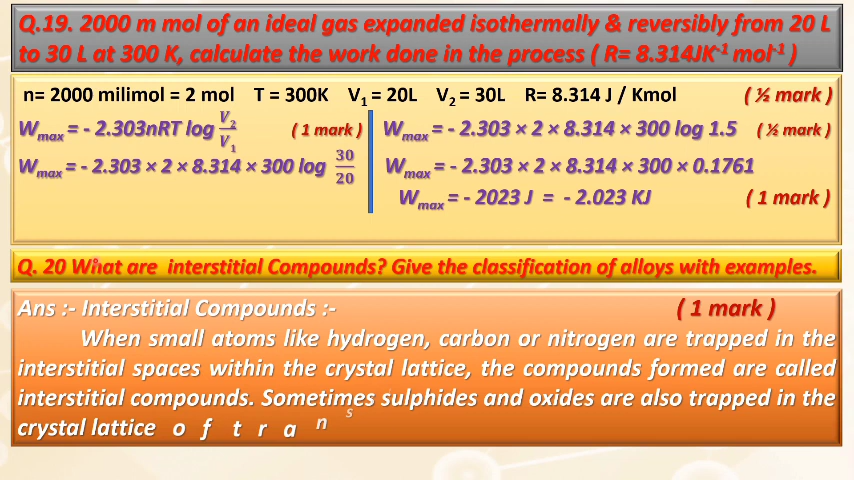 Q.19. 2000 m mol of an ideal gas expanded isothermally & reversibly from 20 L
to 30 L at 300 K, calculate the work done in the process ( R= 8.314JK⁻¹ mol⁻¹ )
n= 2000 milimol = 2 mol T = 300K V₁ = 20L V₂ = 30L R= 8.314 J / Kmol ( ½ mark )
Wmax = - 2.303nRT log V₂/V₁ ( 1 mark )
Wmax = - 2.303 × 2 × 8.314 × 300 log 30/20
Wmax = - 2.303 × 2 × 8.314 × 300 log 1.5 ( ½ mark )
Wmax = - 2.303 × 2 × 8.314 × 300 × 0.1761
Wmax = - 2023 J = - 2.023 KJ ( 1 mark )
Q. 20 What are interstitial Compounds? Give the classification of alloys with examples.
Ans :- Interstitial Compounds :- ( 1 mark )
When small atoms like hydrogen, carbon or nitrogen are trapped in the
interstitial spaces within the crystal lattice, the compounds formed are called
interstitial compounds. Sometimes sulphides and oxides are also trapped in the
crystal lattice o f t r a n s